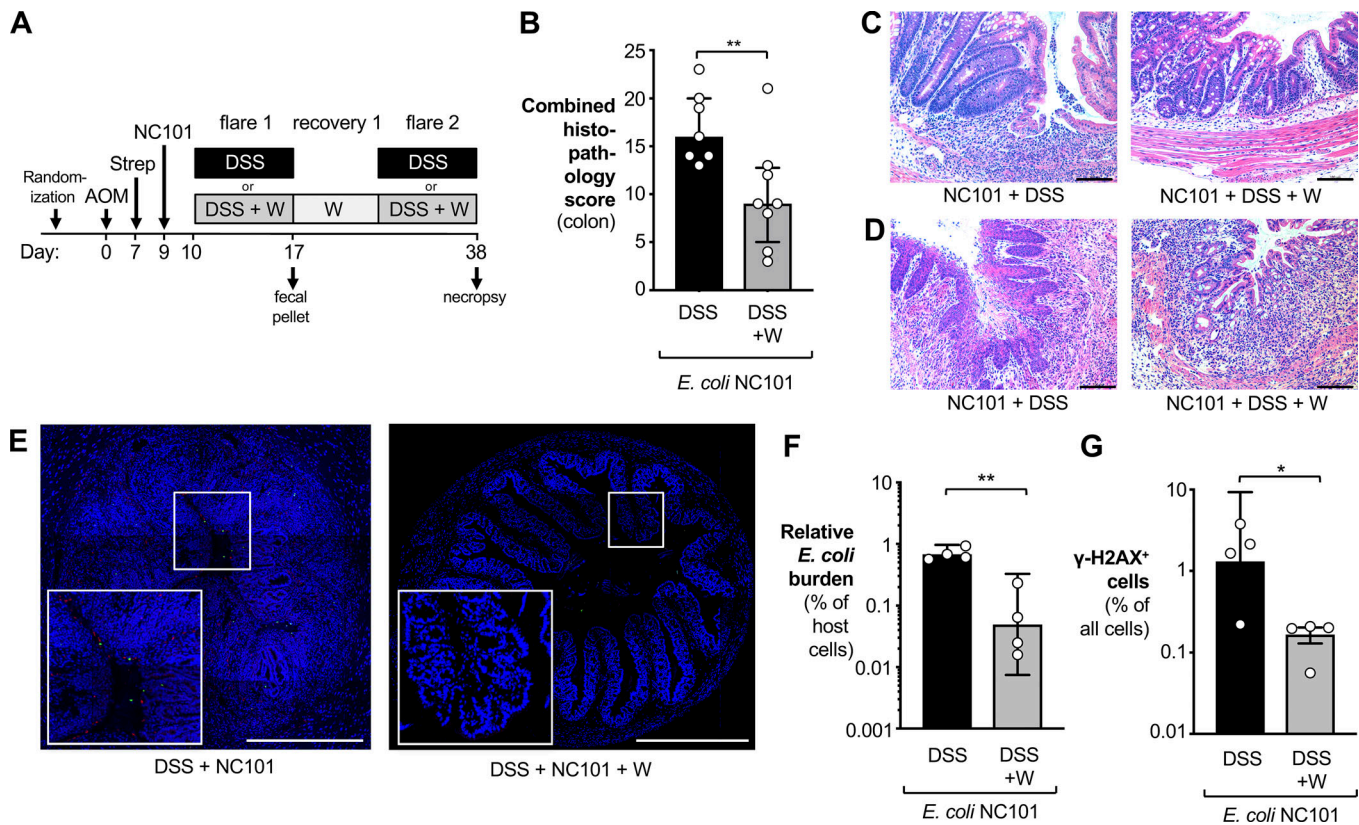 A
flare 1
recovery 1
flare 2
NC101
Strep
AOM
Random-
ization
DSS
or
DSS + W
W
DSS
or
DSS + W
Day:
0
7
9
10
17
38
fecal
pellet
necropsy
B
**
Combined
histo-
path-
ology
score
(colon)
25
20
15
10
5
0
DSS
DSS
+W
E. coli NC101
C
NC101 + DSS
NC101 + DSS + W
D
NC101 + DSS
NC101 + DSS + W
E
DSS + NC101
DSS + NC101 + W
F
**
Relative
E. coli
burden
(% of
host
cells)
10
1
0.1
0.01
0.001
DSS
DSS
+W
E. coli NC101
G
*
γ-H2AX+
cells
(% of
all cells)
10
1
0.1
0.01
DSS
DSS
+W
E. coli NC101